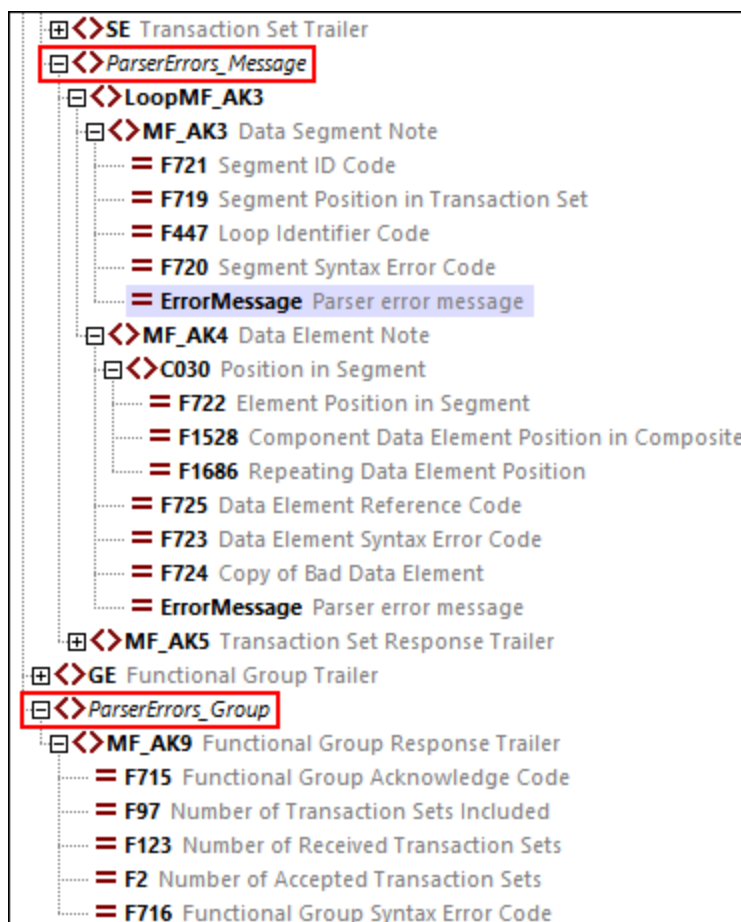 SE Transaction Set Trailer
ParserErrors_Message
LoopMF_AK3
MF_AK3 Data Segment Note
F721 Segment ID Code
F719 Segment Position in Transaction Set
F447 Loop Identifier Code
F720 Segment Syntax Error Code
ErrorMessage Parser error message
MF_AK4 Data Element Note
C030 Position in Segment
F722 Element Position in Segment
F1528 Component Data Element Position in Composite
F1686 Repeating Data Element Position
F725 Data Element Reference Code
F723 Data Element Syntax Error Code
F724 Copy of Bad Data Element
ErrorMessage Parser error message
MF_AK5 Transaction Set Response Trailer
GE Functional Group Trailer
ParserErrors_Group
MF_AK9 Functional Group Response Trailer
F715 Functional Group Acknowledge Code
F97 Number of Transaction Sets Included
F123 Number of Received Transaction Sets
F2 Number of Accepted Transaction Sets
F716 Functional Group Syntax Error Code